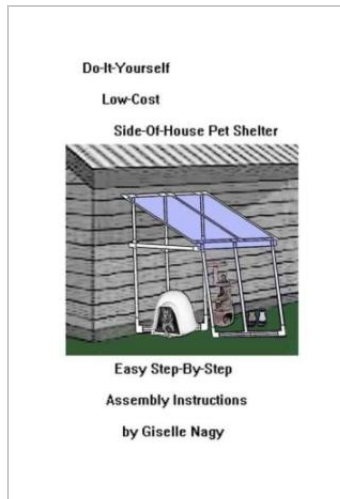 Do-It-Yourself
Low-Cost
Side-Of-House Pet Shelter
Easy Step-By-Step
Assembly Instructions
by Giselle Nagy